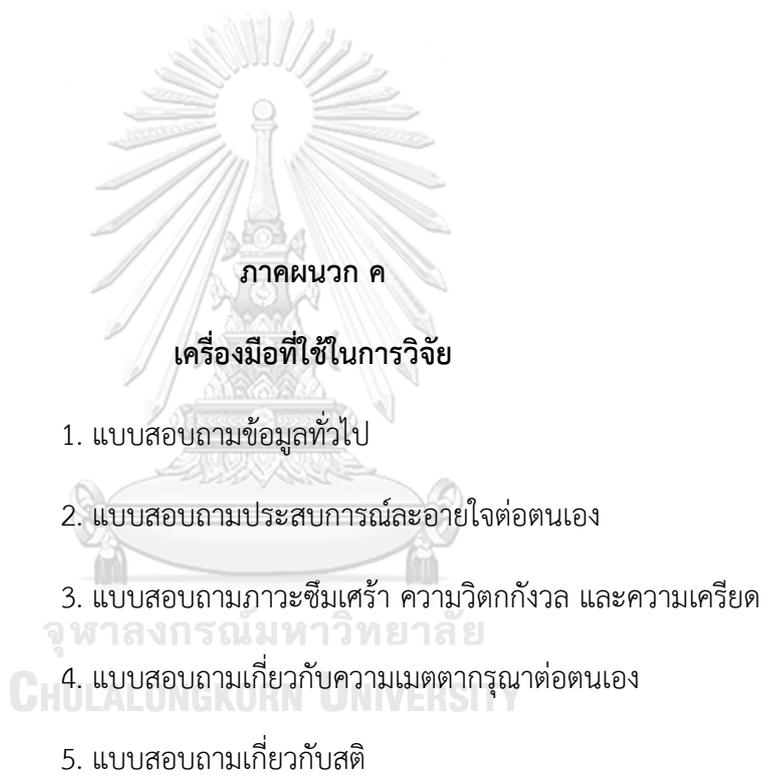 ภาคผนวก ค
เครื่องมือที่ใช้ในการวิจัย
1. แบบสอบถามข้อมูลทั่วไป
2. แบบสอบถามประสบการณ์ละอายใจต่อตนเอง
3. แบบสอบถามภาวะซึมเศร้า ความวิตกกังวล และความเครียด
จุฬาลงกรณ์มหาวิทยาลัย
4. แบบสอบถามเกี่ยวกับความเมตตากรุณาต่อตนเอง
CHULALONGKORN UNIVERSITY
5. แบบสอบถามเกี่ยวกับสติ